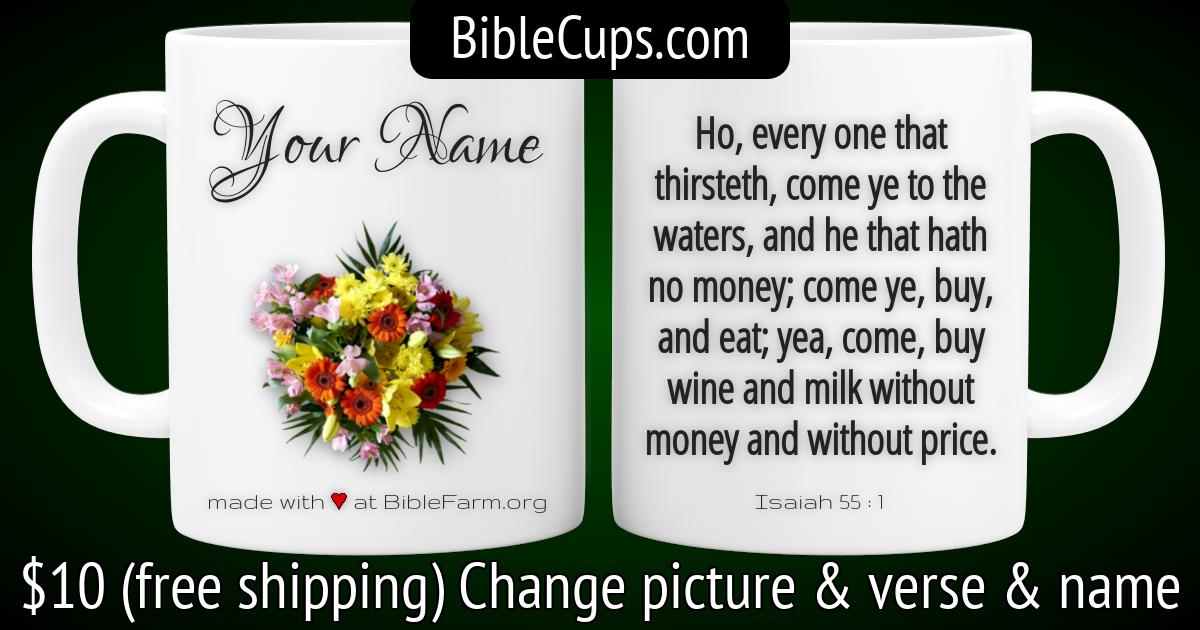 BibleCups.com
Your Name
made with ♥ at BibleFarm.org
Ho, every one that
thirsteth, come ye to the
waters, and he that hath
no money; come ye, buy,
and eat; yea, come, buy
wine and milk without
money and without price.
Isaiah 55 : 1
$10 (free shipping) Change picture & verse & name